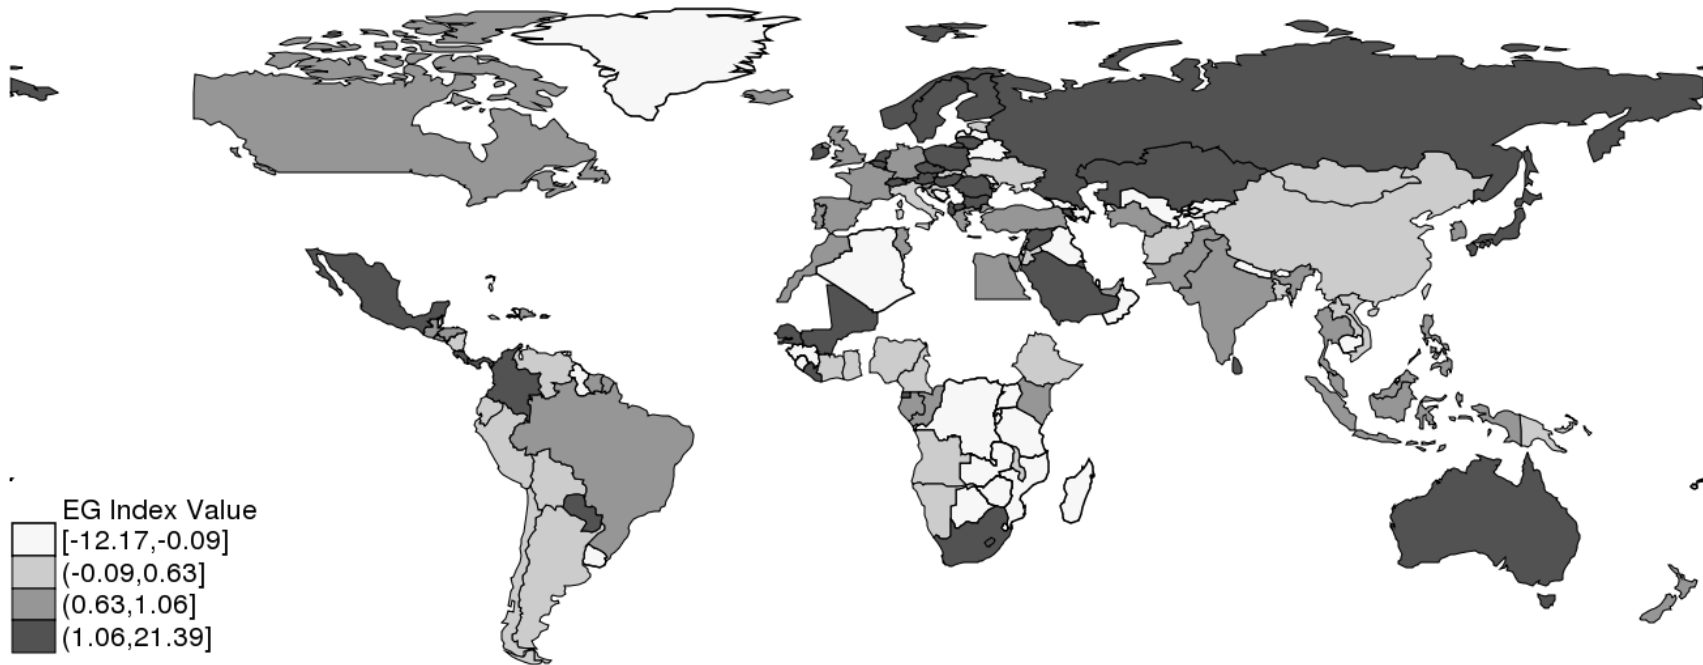 EG Index Value
[-12.17,-0.09]
(-0.09,0.63]
(0.63,1.06]
(1.06,21.39]